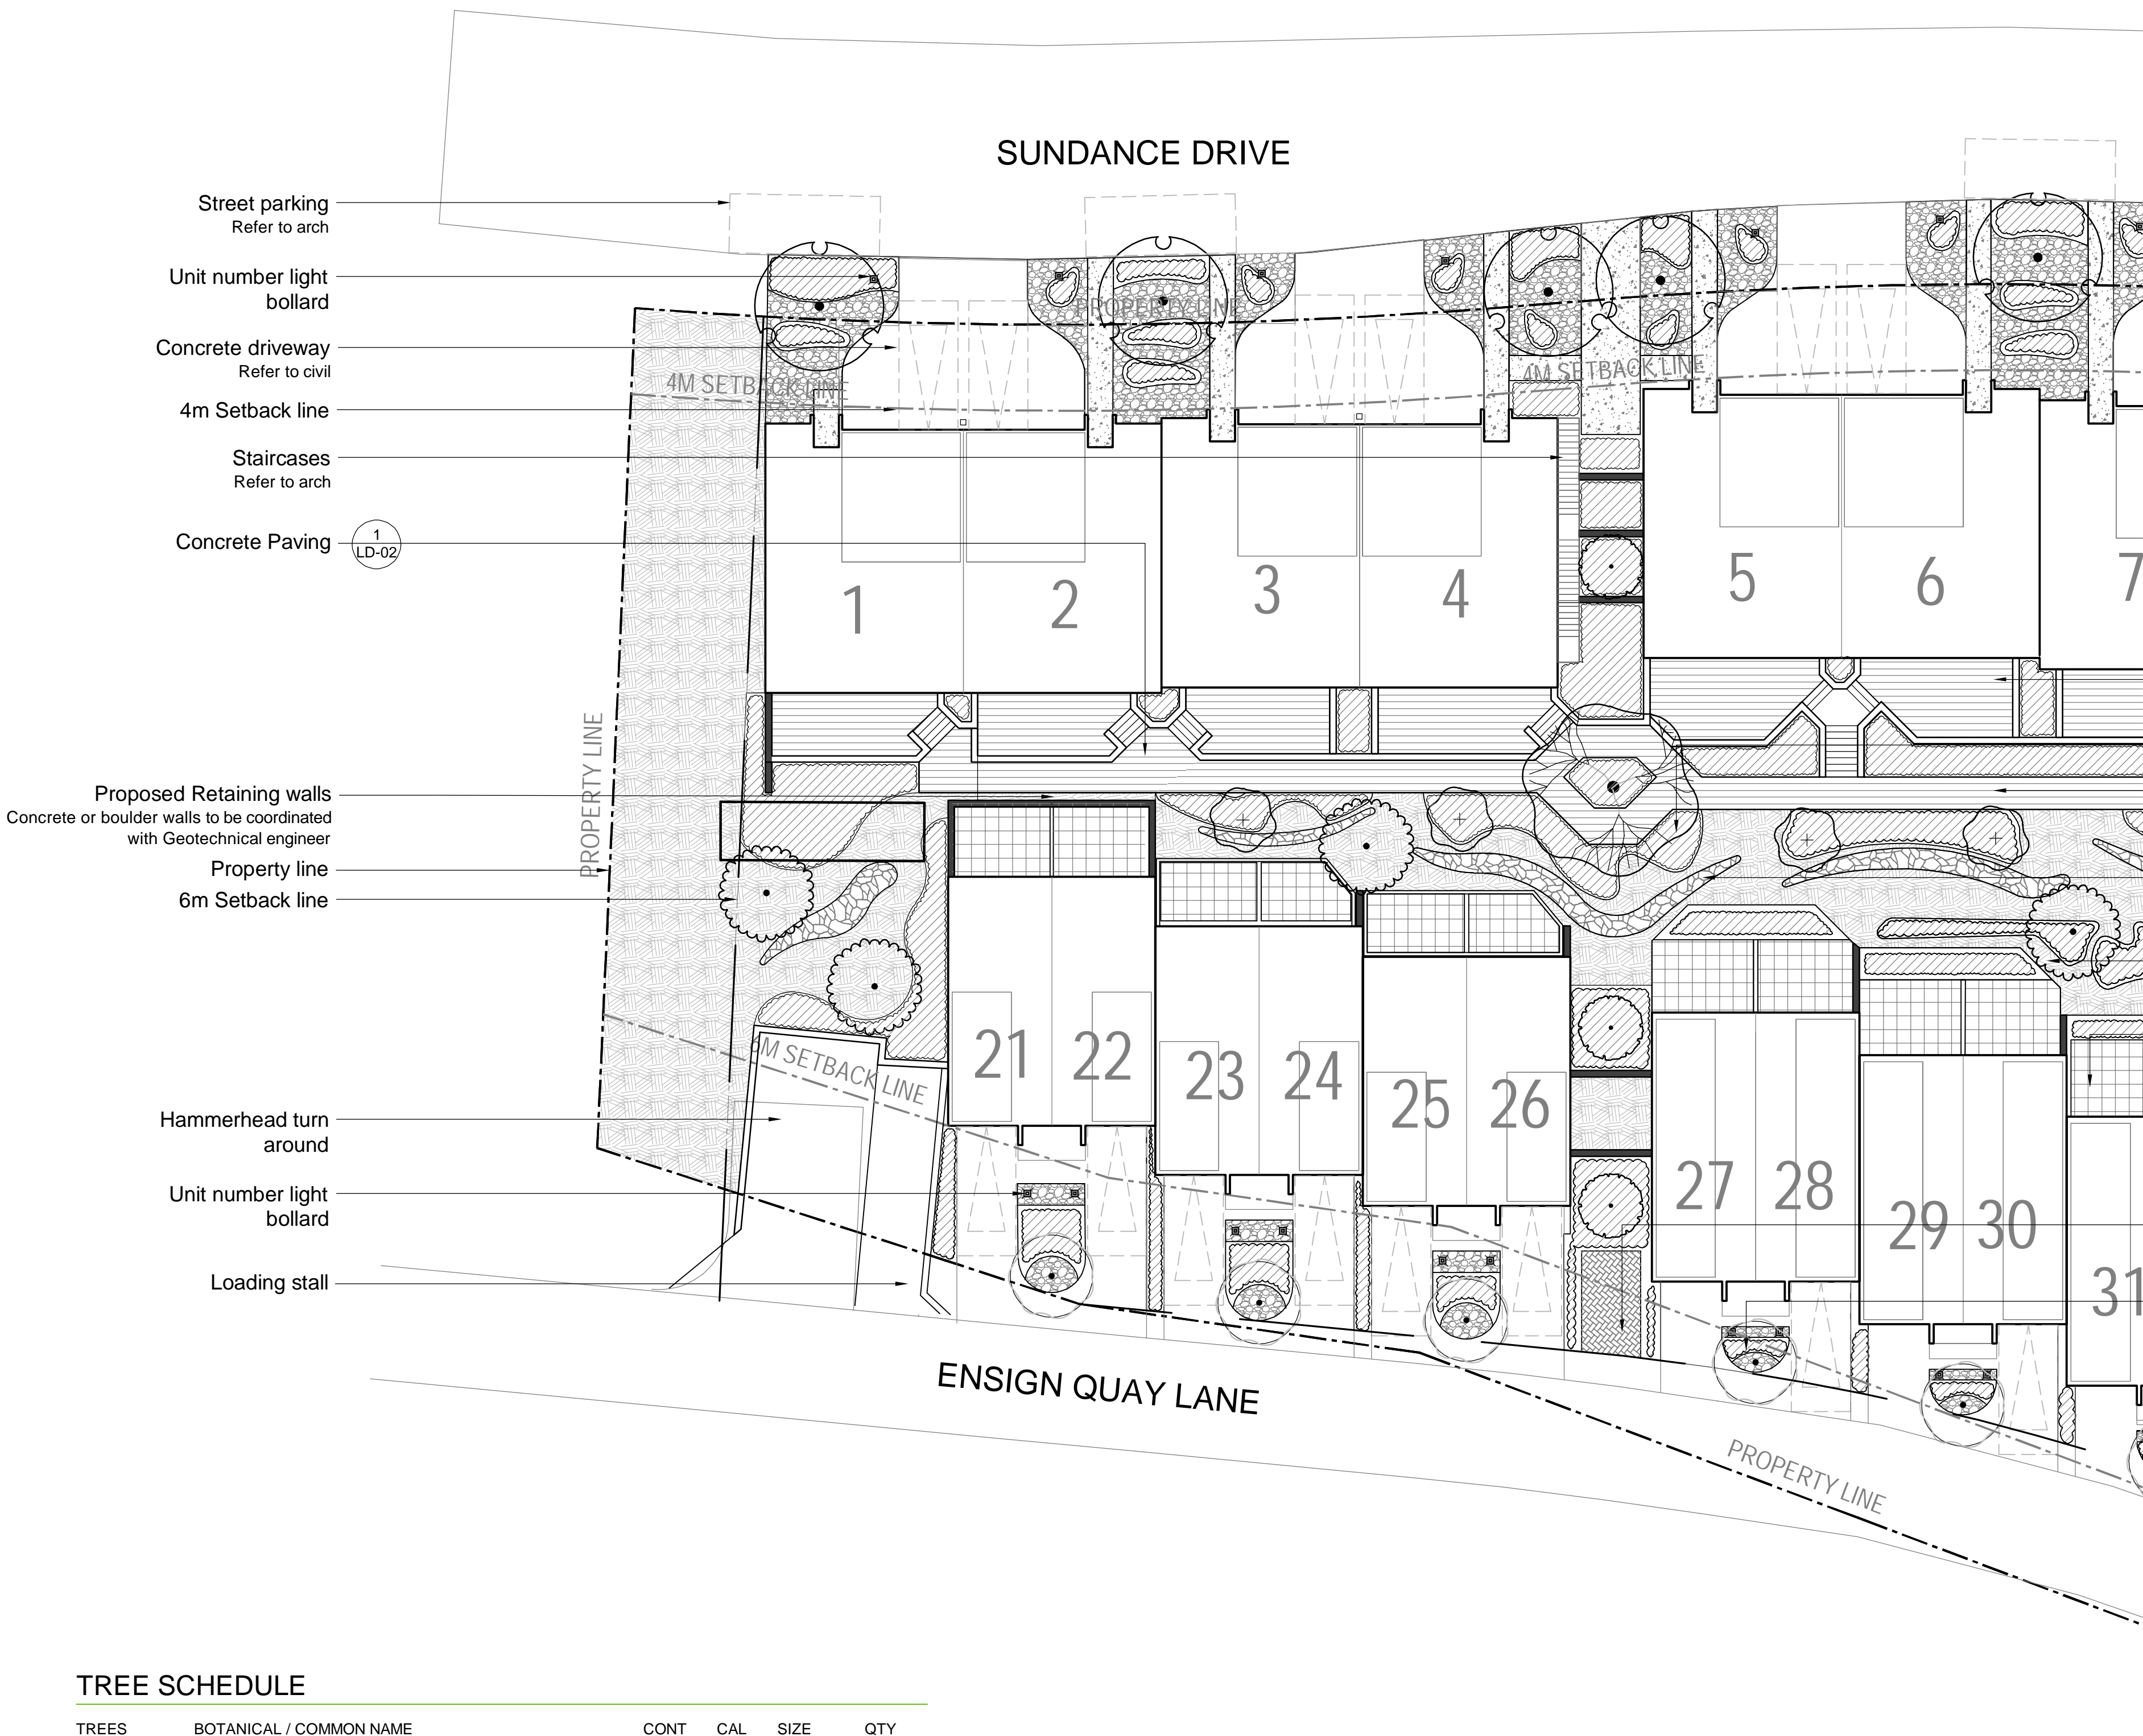 SUNDANCE DRIVE
Street parking
Refer to arch
Unit number light
bollard
PROPERTY LINE
Concrete driveway
Refer to civil
4M SETBACK LINE
4M SETBACK LINE
4m Setback line
Staircases
Refer to arch
Concrete Paving
1
LD-02
1
2
3
4
5
6
7
PROPERTY LINE
Proposed Retaining walls
Concrete or boulder walls to be coordinated
with Geotechnical engineer
Property line
6m Setback line
6M SETBACK LINE
21
22
23
24
25
26
27
28
29
30
31
Hammerhead turn
around
Unit number light
bollard
Loading stall
ENSIGN QUAY LANE
PROPERTY LINE
TREE SCHEDULE
TREES BOTANICAL / COMMON NAME CONT CAL SIZE QTY